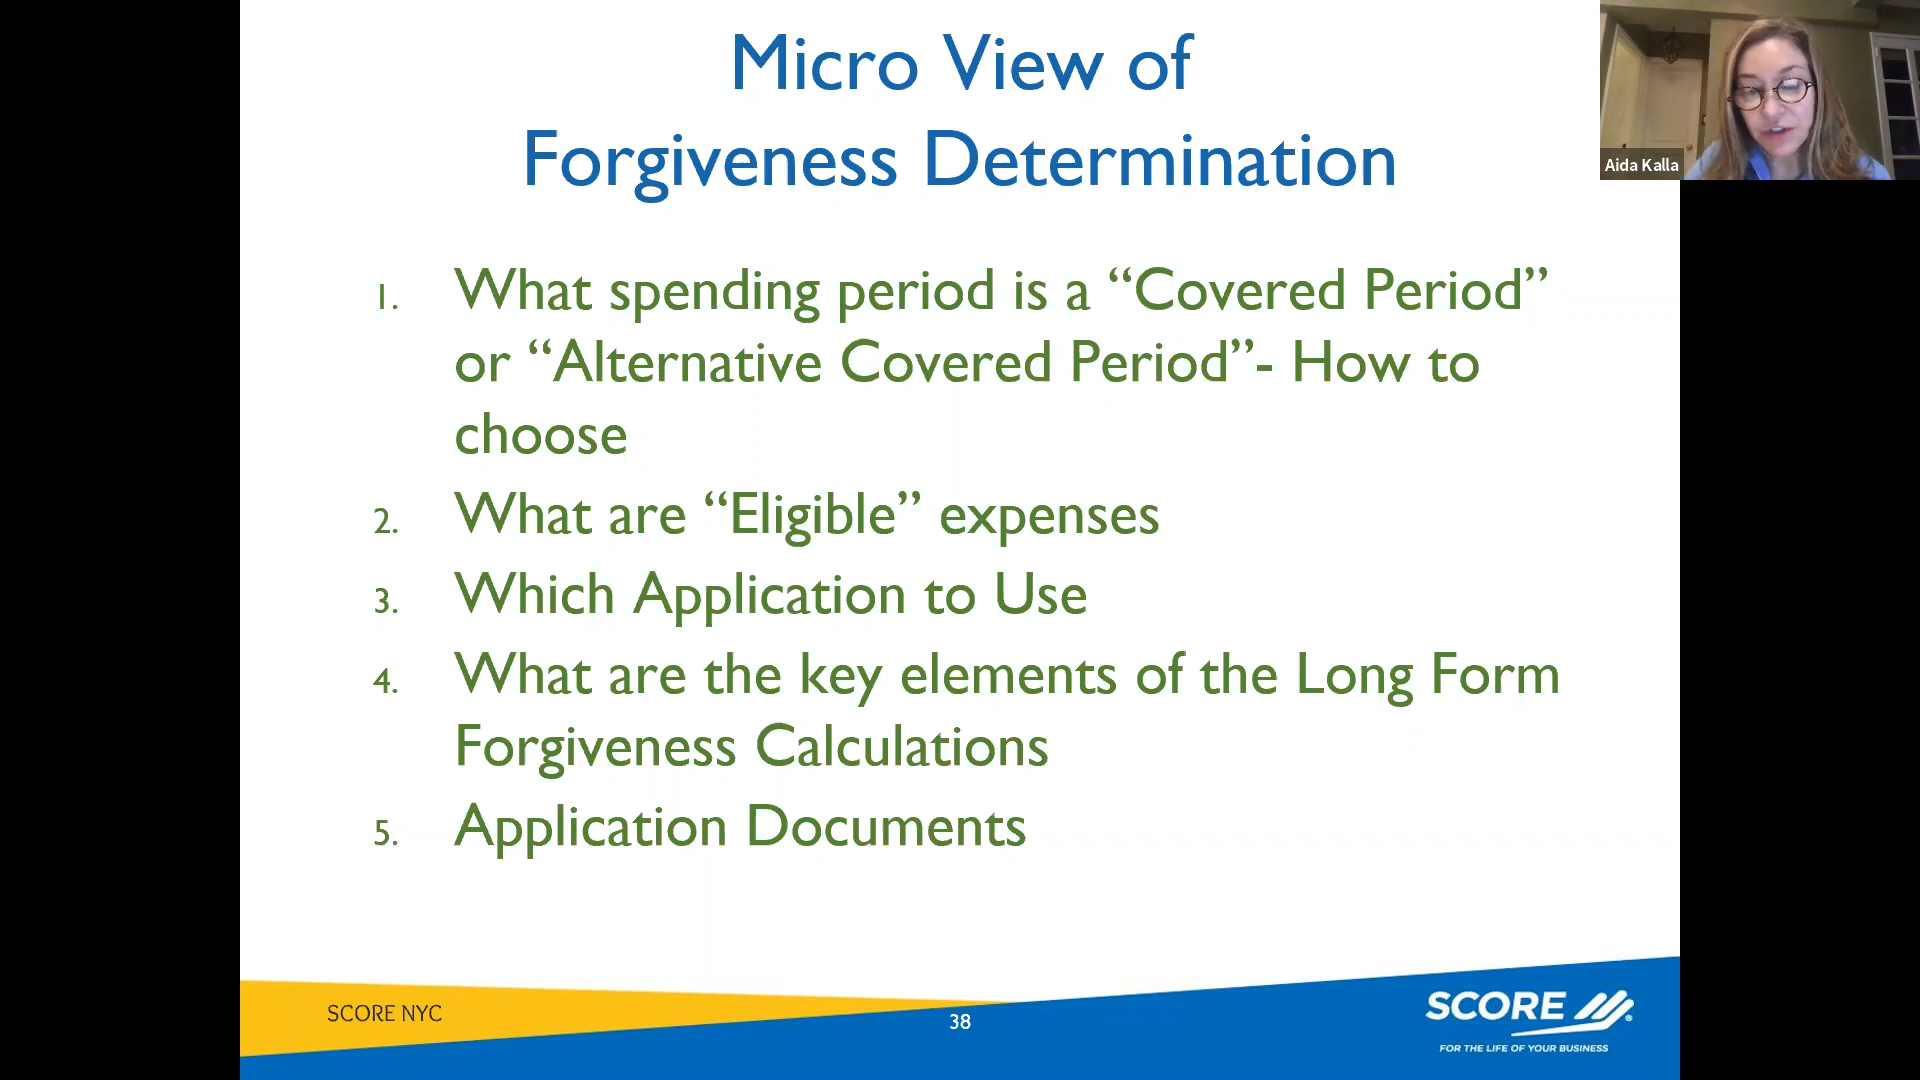 Micro View of
Forgiveness Determination
Aida Kalla
1. What spending period is a “Covered Period”
or “Alternative Covered Period”- How to
choose
2. What are “Eligible” expenses
3. Which Application to Use
4. What are the key elements of the Long Form
Forgiveness Calculations
5. Application Documents
SCORE NYC
38
SCORE ®
FOR THE LIFE OF YOUR BUSINESS